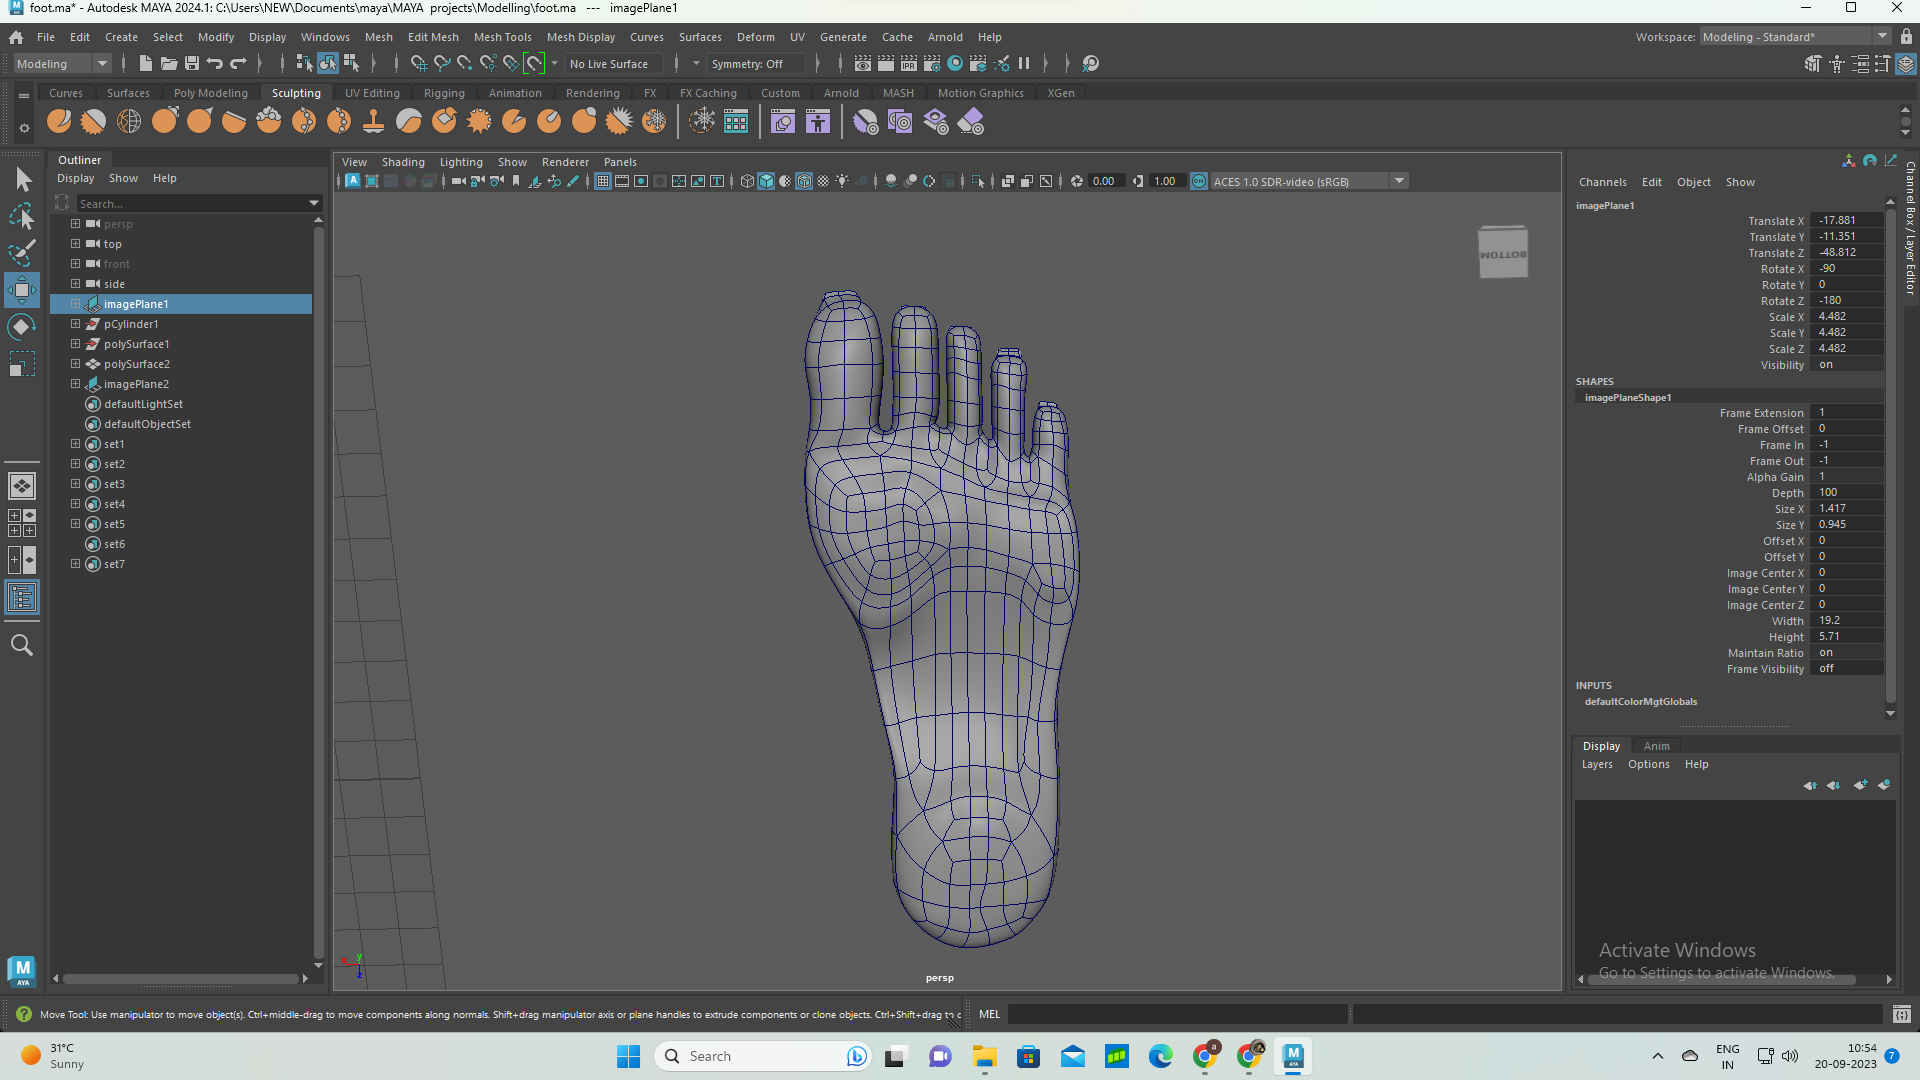 foot.ma* - Autodesk MAYA 2024.1: C:\Users\NEW\Documents\maya\MAYA  projects\Modelling\foot.ma   ---   imagePlane1
File Edit Create Select Modify Display Windows Mesh Edit Mesh Mesh Tools Mesh Display Curves Surfaces Deform UV Generate Cache Arnold Help
Workspace: Modeling - Standard*
Modeling No Live Surface Symmetry: Off
Curves Surfaces Poly Modeling Sculpting UV Editing Rigging Animation Rendering FX FX Caching Custom Arnold MASH Motion Graphics XGen
Outliner
Display Show Help
Search...
persp
top
front
side
imagePlane1
pCylinder1
polySurface1
polySurface2
imagePlane2
defaultLightSet
defaultObjectSet
set1
set2
set3
set4
set5
set6
set7
View Shading Lighting Show Renderer Panels
0.00 1.00 ON ACES 1.0 SDR-video (sRGB)
BOTTOM
x y z
persp
Channels Edit Object Show
imagePlane1
Translate X -17.881
Translate Y -11.351
Translate Z -48.812
Rotate X -90
Rotate Y 0
Rotate Z -180
Scale X 4.482
Scale Y 4.482
Scale Z 4.482
Visibility on
SHAPES
imagePlaneShape1
Frame Extension 1
Frame Offset 0
Frame In -1
Frame Out -1
Alpha Gain 1
Depth 100
Size X 1.417
Size Y 0.945
Offset X 0
Offset Y 0
Image Center X 0
Image Center Y 0
Image Center Z 0
Width 19.2
Height 5.71
Maintain Ratio on
Frame Visibility off
INPUTS
defaultColorMgtGlobals
Channel Box / Layer Editor
Display Anim
Layers Options Help
Activate Windows
Go to Settings to activate Windows.
M
AYA
Move Tool: Use manipulator to move object(s). Ctrl+middle-drag to move components along normals. Shift+drag manipulator axis or plane handles to extrude components or clone objects. Ctrl+Shift+drag to c
MEL
31°C
Sunny
Search
ENG
IN
10:54
20-09-2023
7